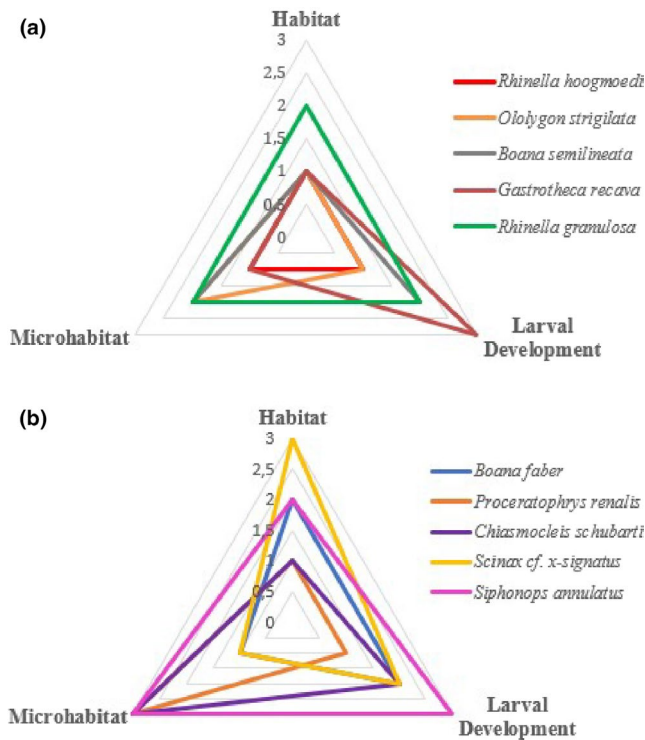 (a)
Habitat
3
2,5
2
1,5
1
0,5
0
Microhabitat
Larval
Development
Rhinella hoogmoedi
Ololygon strigilata
Boana semilineata
Gastrotheca recava
Rhinella granulosa
(b)
Habitat
3
2,5
2
1,5
1
0,5
0
Microhabitat
Larval
Development
Boana faber
Proceratophrys renalis
Chiasmocleis schubarti
Scinax cf. x-signatus
Siphonops annulatus